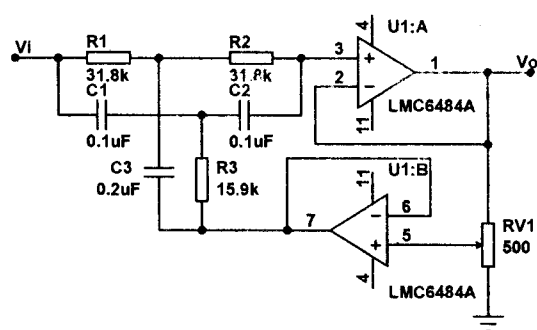 4
U1:A
Vi
R1
R2
31.8k
31.8k
3
2
1
Vo
C1
C2
11
LMC6484A
0.1uF
0.1uF
C3
0.2uF
R3
15.9k
U1:B
11
6
7
5
RV1
500
4
LMC6484A